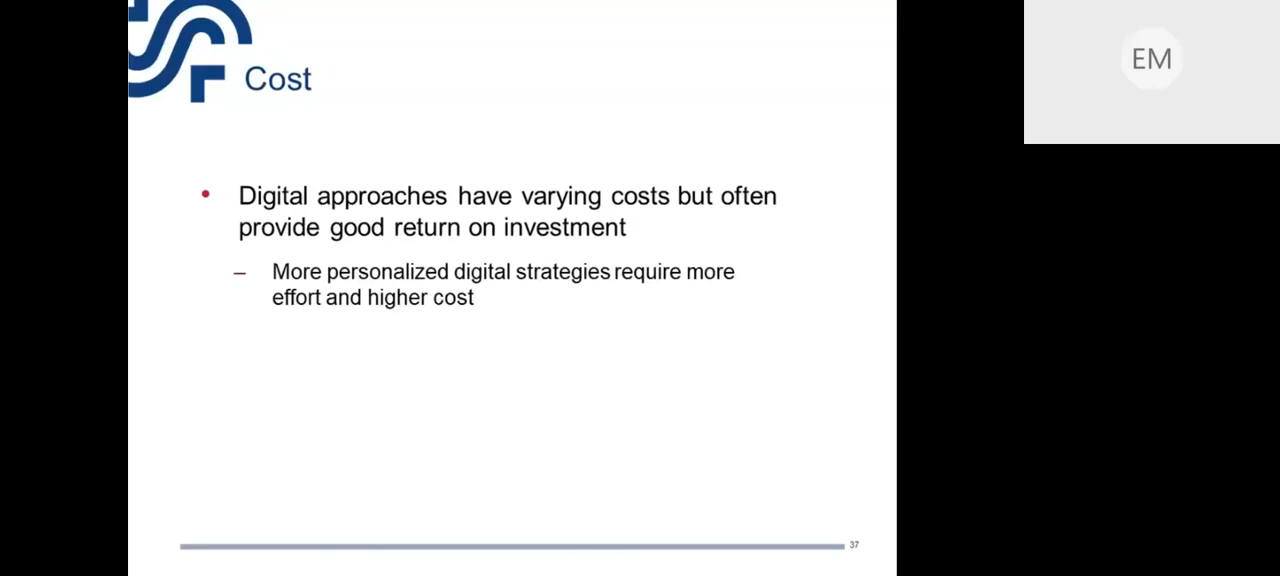 Cost
• Digital approaches have varying costs but often
provide good return on investment
– More personalized digital strategies require more
effort and higher cost
37
EM